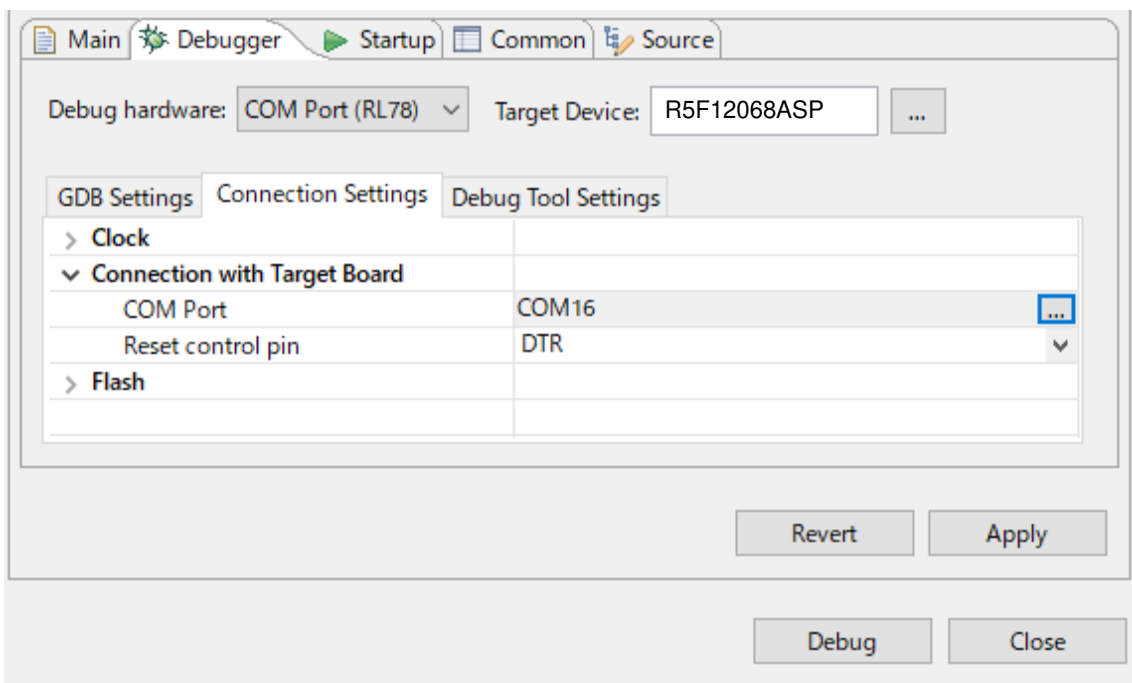 Main Debugger Startup Common Source
Debug hardware: COM Port (RL78) Target Device: R5F12068ASP ...
GDB Settings Connection Settings Debug Tool Settings
Clock
Connection with Target Board
COM Port COM16 ...
Reset control pin DTR
Flash
Revert Apply
Debug Close